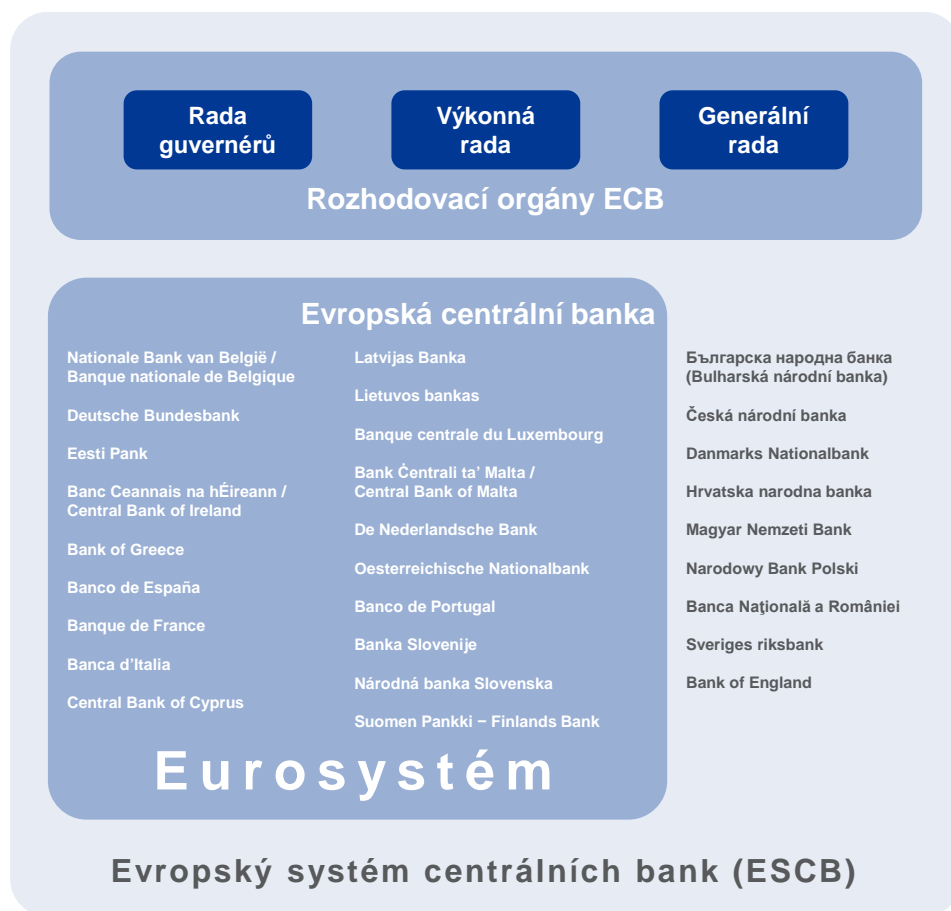 Rada
guvernérů
Výkonná
rada
Generální
rada
Rozhodovací orgány ECB
Evropská centrální banka
Nationale Bank van België /
Banque nationale de Belgique
Deutsche Bundesbank
Eesti Pank
Banc Ceannais na hÉireann /
Central Bank of Ireland
Bank of Greece
Banco de España
Banque de France
Banca d’Italia
Central Bank of Cyprus
Latvijas Banka
Lietuvos bankas
Banque centrale du Luxembourg
Bank Ċentrali ta’ Malta /
Central Bank of Malta
De Nederlandsche Bank
Oesterreichische Nationalbank
Banco de Portugal
Banka Slovenije
Národná banka Slovenska
Suomen Pankki − Finlands Bank
Българска народна банка
(Bulharská národní banka)
Česká národní banka
Danmarks Nationalbank
Hrvatska narodna banka
Magyar Nemzeti Bank
Narodowy Bank Polski
Banca Naţională a României
Sveriges riksbank
Bank of England
Eurosystém
Evropský systém centrálních bank (ESCB)